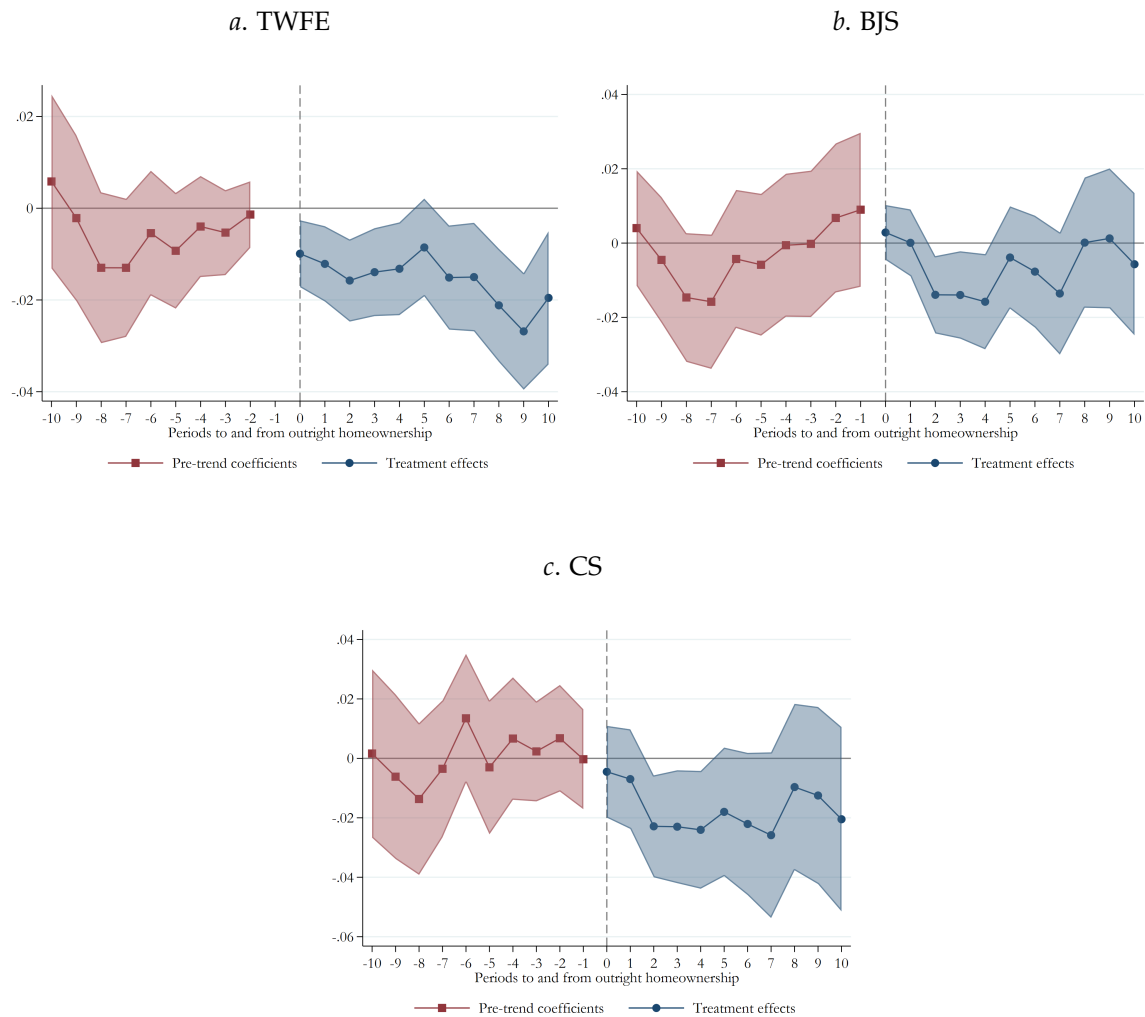 a. TWFE
.02
0
-.02
-.04
-10 -9 -8 -7 -6 -5 -4 -3 -2 -1 0 1 2 3 4 5 6 7 8 9 10
Periods to and from outright homeownership
Pre-trend coefficients Treatment effects
b. BJS
.04
.02
0
-.02
-.04
-10 -9 -8 -7 -6 -5 -4 -3 -2 -1 0 1 2 3 4 5 6 7 8 9 10
Periods to and from outright homeownership
Pre-trend coefficients Treatment effects
c. CS
.04
.02
0
-.02
-.04
-.06
-10 -9 -8 -7 -6 -5 -4 -3 -2 -1 0 1 2 3 4 5 6 7 8 9 10
Periods to and from outright homeownership
Pre-trend coefficients Treatment effects